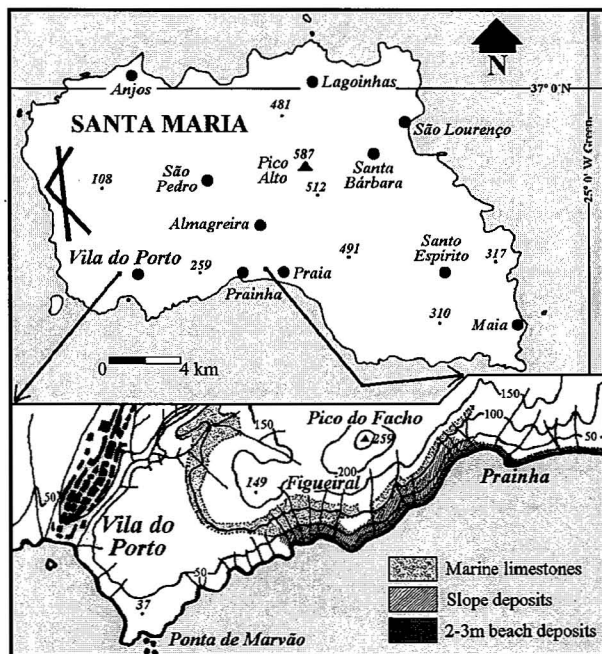 N
Anjos
Lagoinhas
37° 0' N
481
SANTA MARIA
São Lourenço
587
Pico
Alto
São
Pedro
108
512
Santa
Bárbara
25° 0' W Green.
Almagreira
Vila do Porto
259
491
Santo
Espírito
317
Prainha
Praia
310
Maia
0 4 km
150
100
50
150
Pico do Facho
259
200
149
Figueiral
Prainha
50
Vila do
Porto
50
37
Ponta de Marvão
Marine limestones
Slope deposits
2-3m beach deposits